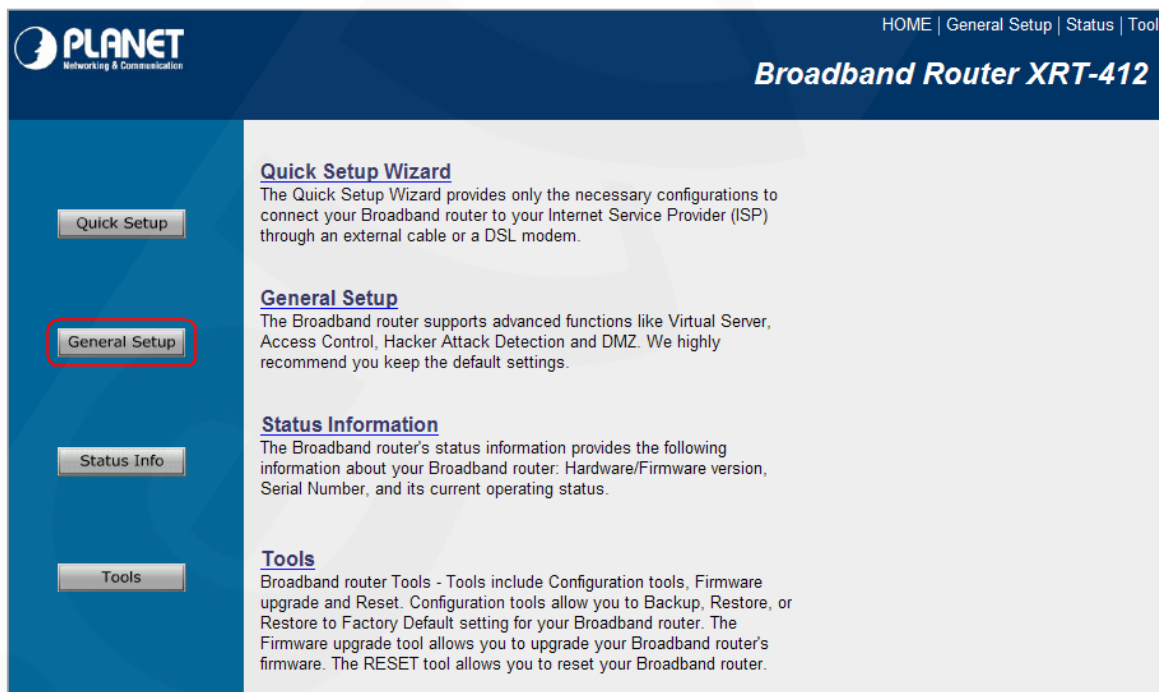 PLANET
Networking & Communication
HOME | General Setup | Status | Tool
Broadband Router XRT-412
Quick Setup
Quick Setup Wizard
The Quick Setup Wizard provides only the necessary configurations to
connect your Broadband router to your Internet Service Provider (ISP)
through an external cable or a DSL modem.
General Setup
General Setup
The Broadband router supports advanced functions like Virtual Server,
Access Control, Hacker Attack Detection and DMZ. We highly
recommend you keep the default settings.
Status Info
Status Information
The Broadband router's status information provides the following
information about your Broadband router: Hardware/Firmware version,
Serial Number, and its current operating status.
Tools
Tools
Broadband router Tools - Tools include Configuration tools, Firmware
upgrade and Reset. Configuration tools allow you to Backup, Restore, or
Restore to Factory Default setting for your Broadband router. The
Firmware upgrade tool allows you to upgrade your Broadband router's
firmware. The RESET tool allows you to reset your Broadband router.